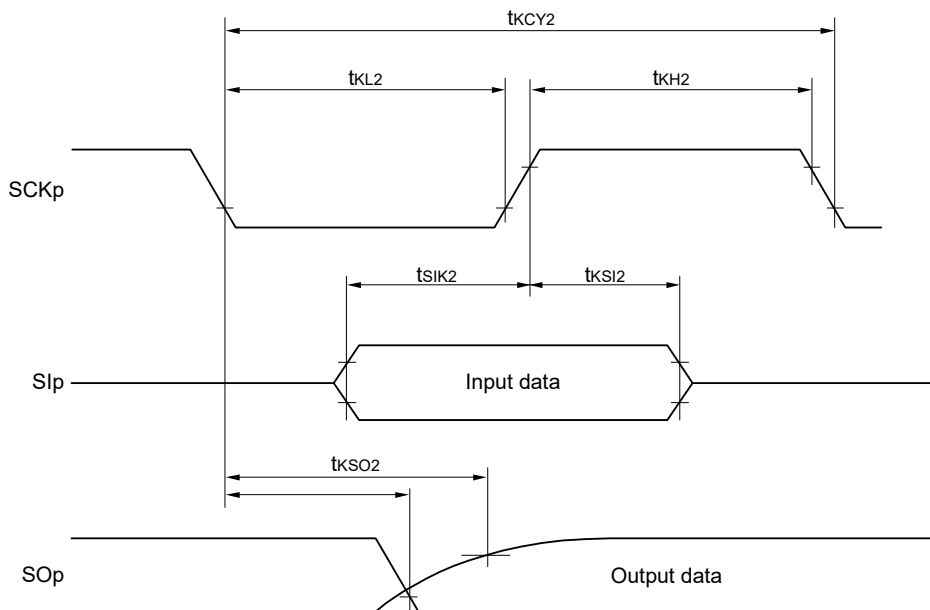 tKCY2
tKL2
tKH2
SCKp
tSIK2
tKSI2
SIp
Input data
tKSO2
SOp
Output data